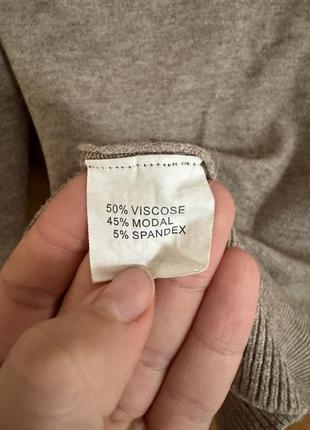 50% VISCOSE
45% MODAL
5% SPANDEX